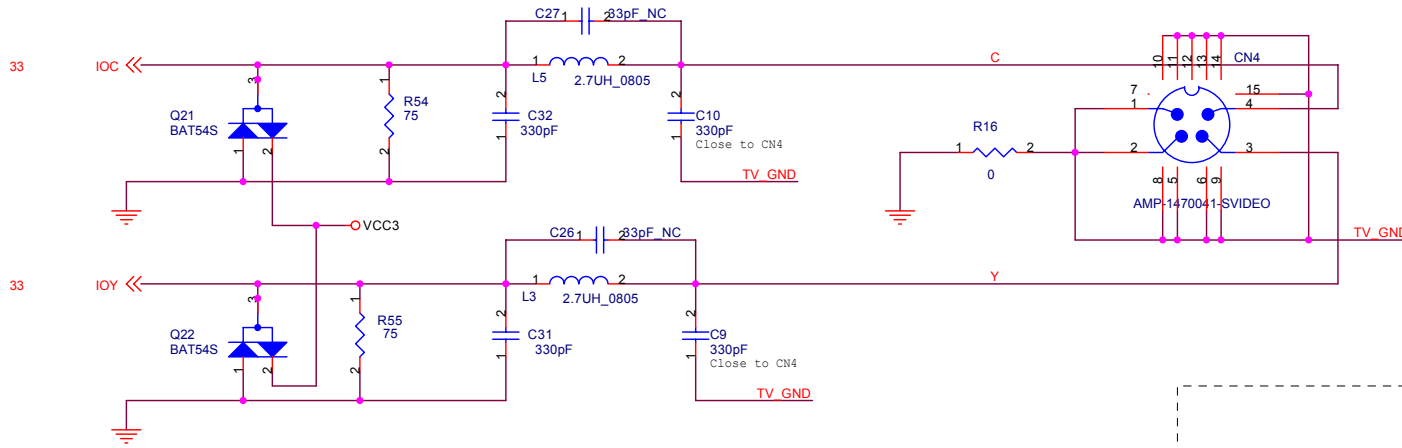 C27 1 2 33pF_NC
33 IOC 1 2 C CN4
L5 2.7UH_0805
10 11 12 13 14
3 1 2 2
Q21
BAT54S
R54
75
C32
330pF
C10
330pF
Close to CN4
7 15
1 4
R16
1 2 2 3
0
1 2 2 1 1
TV_GND
8 5 6 9
AMP-1470041-SVIDEO
VCC3
TV_GND
C26 1 2 33pF_NC
33 IOY 1 2 Y
L3 2.7UH_0805
3 1 2 2
Q22
BAT54S
R55
75
C31
330pF
C9
330pF
Close to CN4
1 2 2 1 1
TV_GND